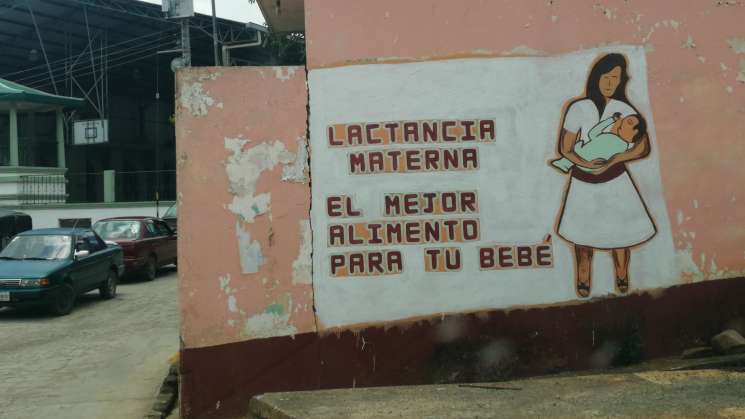 LACTANCIA
MATERNA
EL MEJOR
ALIMENTO
PARA TU BEBÉ